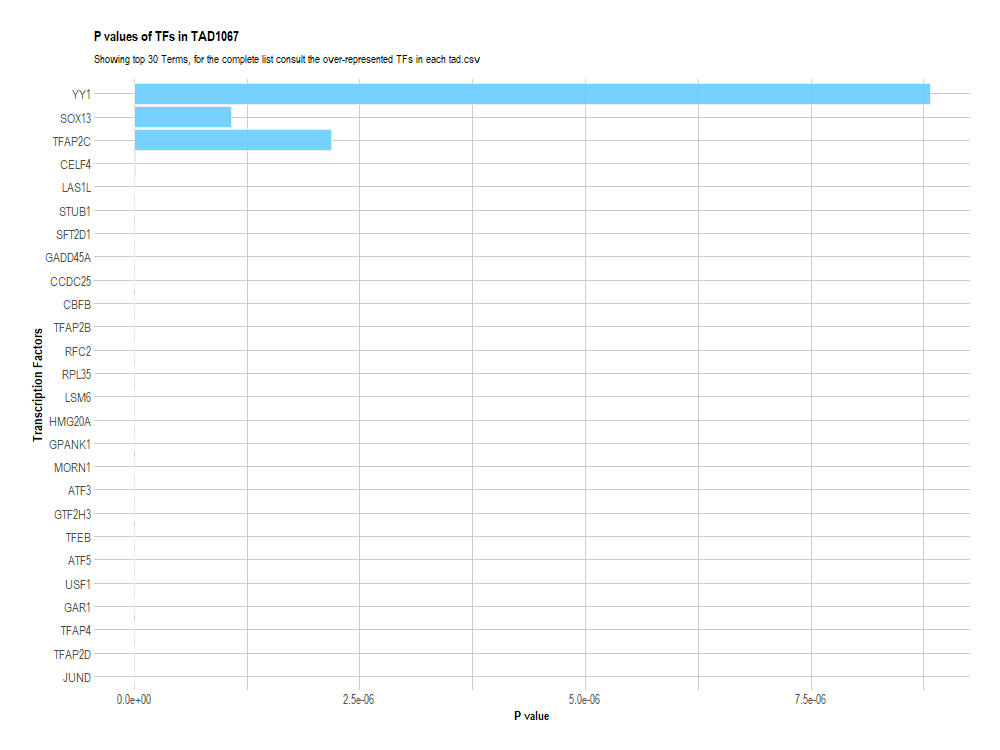 P values of TFs in TAD1067
Showing top 30 Terms, for the complete list consult the over-represented TFs in each tad.csv
YY1
SOX13
TFAP2C
CELF4
LAS1L
STUB1
SFT2D1
GADD45A
CCDC25
CBFB
TFAP2B
RFC2
RPL35
LSM6
HMG20A
GPANK1
MORN1
ATF3
GTF2H3
TFEB
ATF5
USF1
GAR1
TFAP4
TFAP2D
JUND
Transcription Factors
0.0e+00 2.5e-06 5.0e-06 7.5e-06
P value